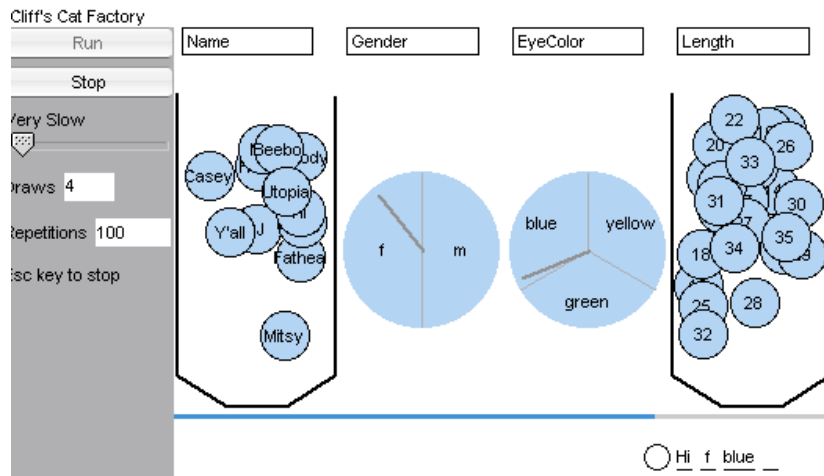 Cliff's Cat Factory
Run
Stop
Very Slow
Draws 4
Repetitions 100
Esc key to stop
Name
Gender
EyeColor
Length
Casey
Beebo
Utopia
Y'all
J
Fathea
Mitsy
f
m
blue
yellow
green
22
20
26
33
31
30
18
34
35
25
28
32
Hi f blue